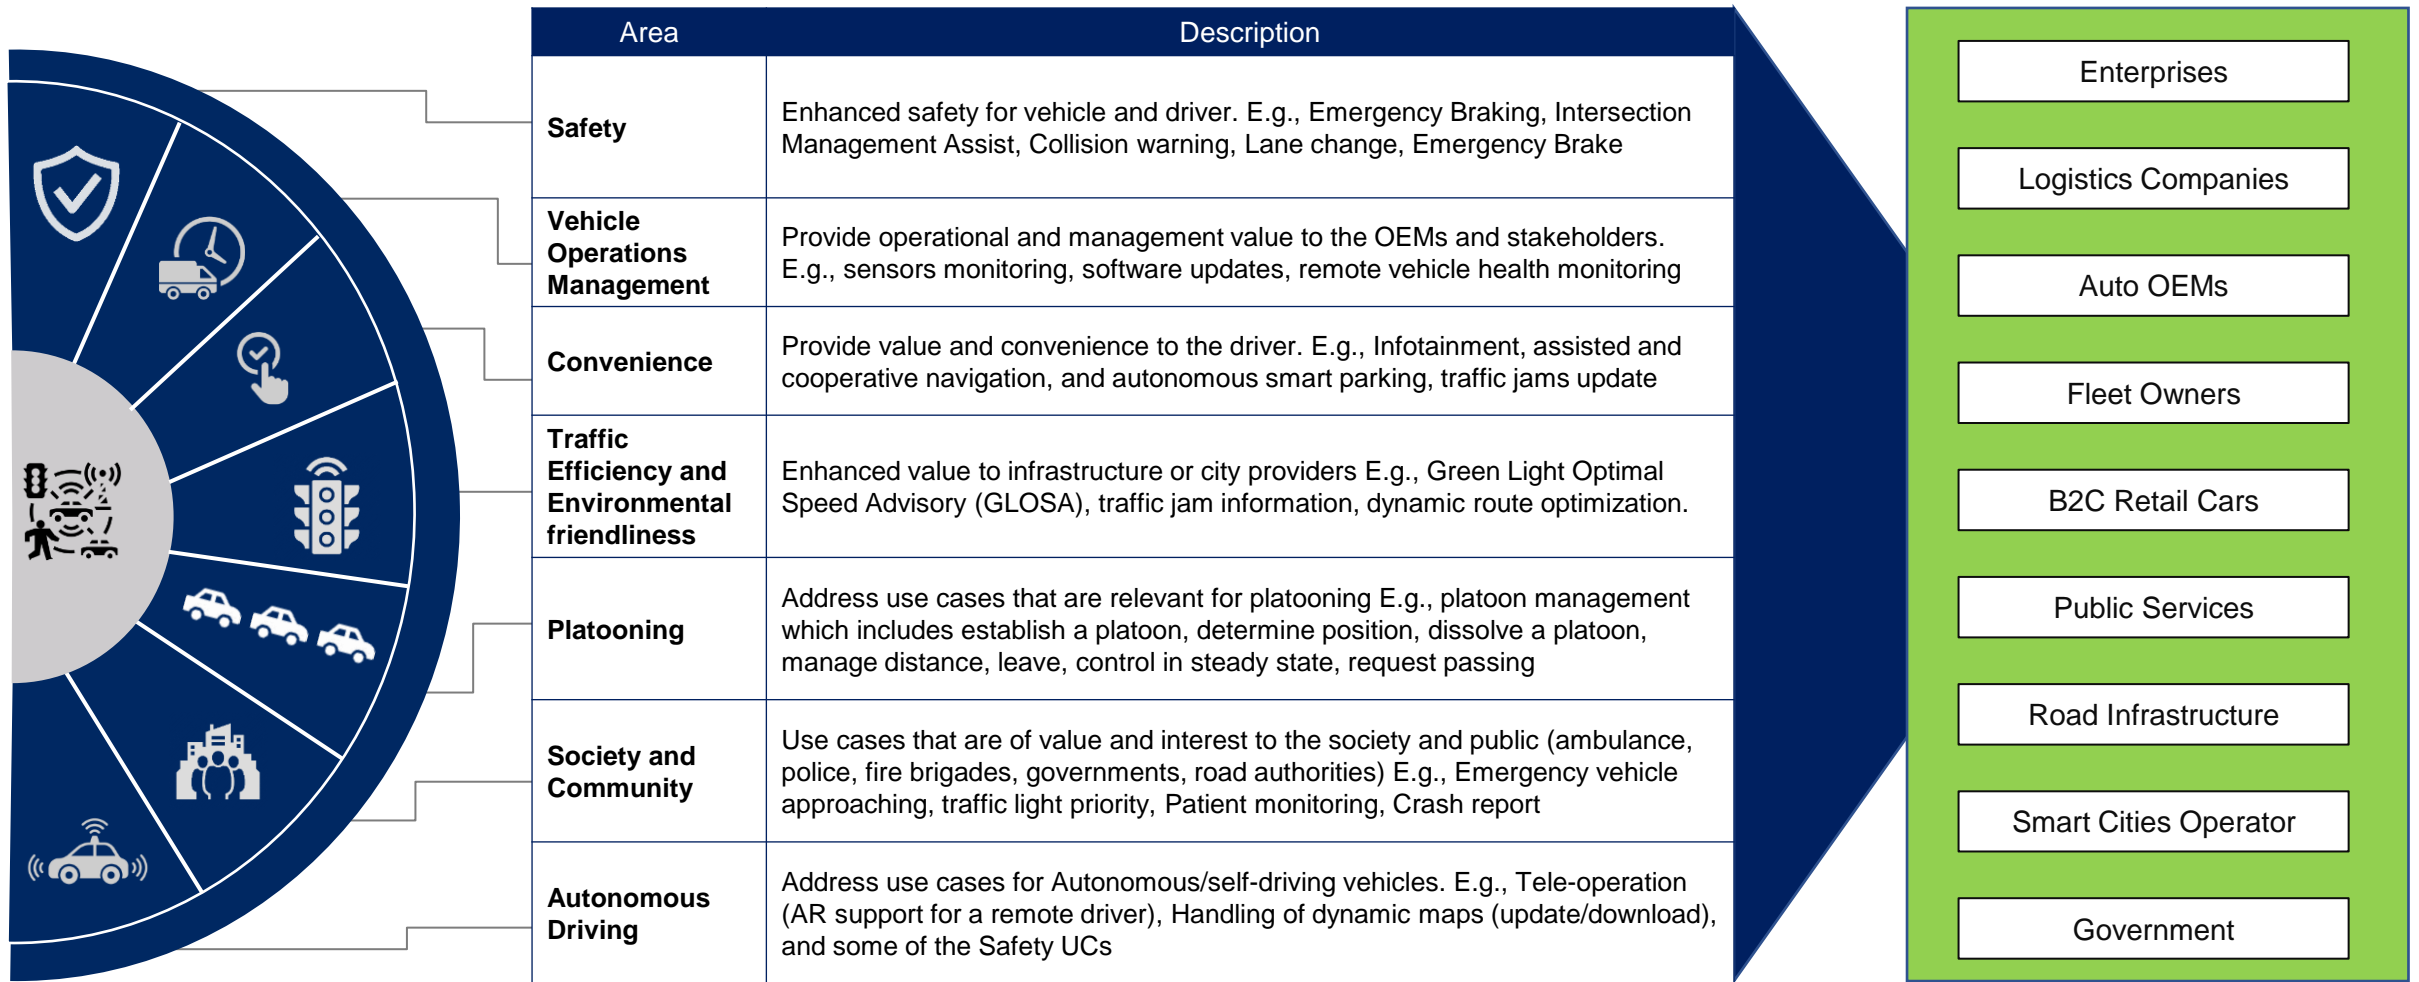 Area
Description
Safety
Enhanced safety for vehicle and driver. E.g., Emergency Braking, Intersection
Management Assist, Collision warning, Lane change, Emergency Brake
Vehicle
Operations
Management
Provide operational and management value to the OEMs and stakeholders.
E.g., sensors monitoring, software updates, remote vehicle health monitoring
Convenience
Provide value and convenience to the driver. E.g., Infotainment, assisted and
cooperative navigation, and autonomous smart parking, traffic jams update
Traffic
Efficiency and
Environmental
friendliness
Enhanced value to infrastructure or city providers E.g., Green Light Optimal
Speed Advisory (GLOSA), traffic jam information, dynamic route optimization.
Platooning
Address use cases that are relevant for platooning E.g., platoon management
which includes establish a platoon, determine position, dissolve a platoon,
manage distance, leave, control in steady state, request passing
Society and
Community
Use cases that are of value and interest to the society and public (ambulance,
police, fire brigades, governments, road authorities) E.g., Emergency vehicle
approaching, traffic light priority, Patient monitoring, Crash report
Autonomous
Driving
Address use cases for Autonomous/self-driving vehicles. E.g., Tele-operation
(AR support for a remote driver), Handling of dynamic maps (update/download),
and some of the Safety UCs
Enterprises
Logistics Companies
Auto OEMs
Fleet Owners
B2C Retail Cars
Public Services
Road Infrastructure
Smart Cities Operator
Government